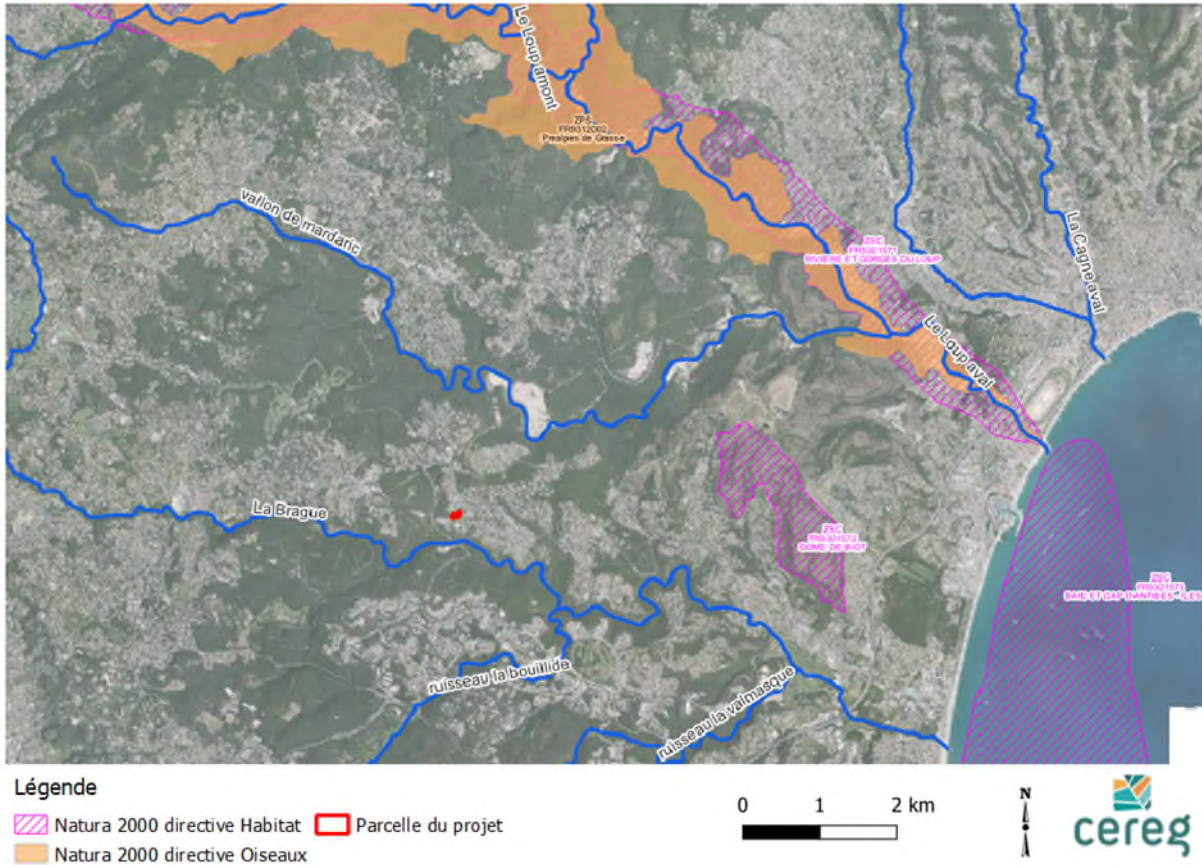 Le Loup amont
ZPS
FR9312002
Préalpes de Grasse
vallon de mardaric
La Cagne aval
ZSC
FR9301571
RIVIERE ET GORGES DU LOUP
Le Loup aval
La Brague
ZSC
FR9301572
DOME DE BIOT
ZSC
FR9301573
BAIE ET CAP D'ANTIBES - ILES
ruisseau la bouillide
ruisseau la valmasque
Légende
Natura 2000 directive Habitat
Parcelle du projet
Natura 2000 directive Oiseaux
0 1 2 km
N
cereg